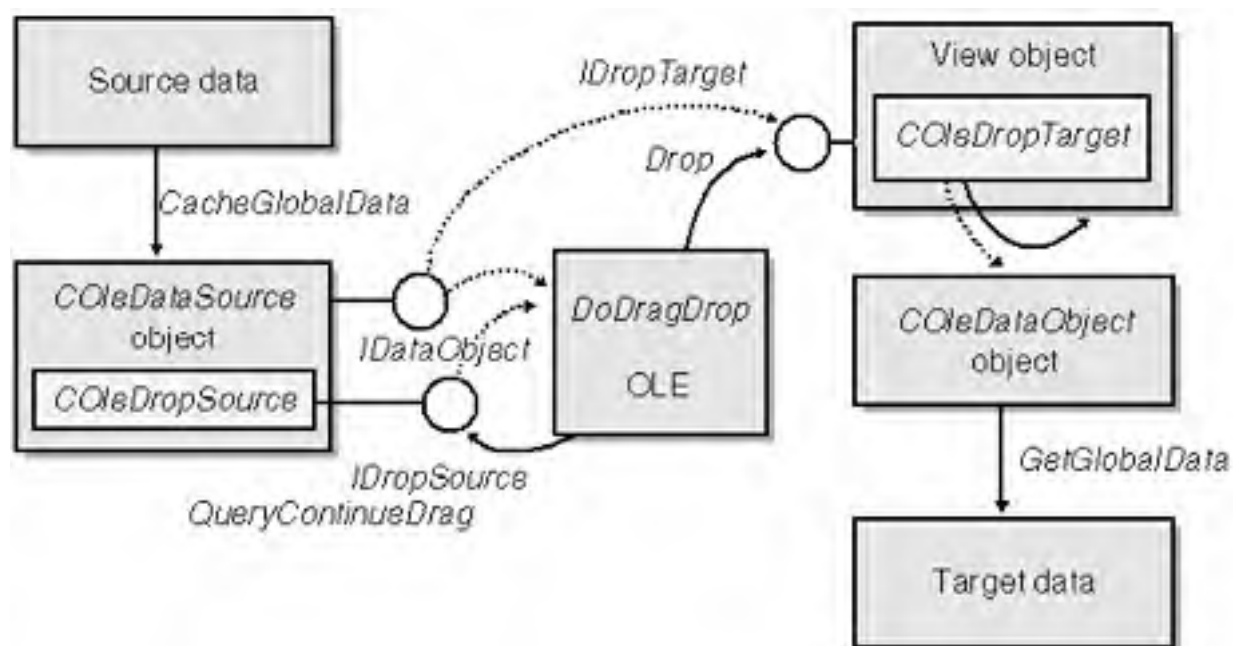 Source data
CacheGlobalData
COleDataSource
object
COleDropSource
IDataObject
IDropSource
QueryContinueDrag
DoDragDrop
OLE
IDropTarget
Drop
View object
COleDropTarget
COleDataObject
object
GetGlobalData
Target data